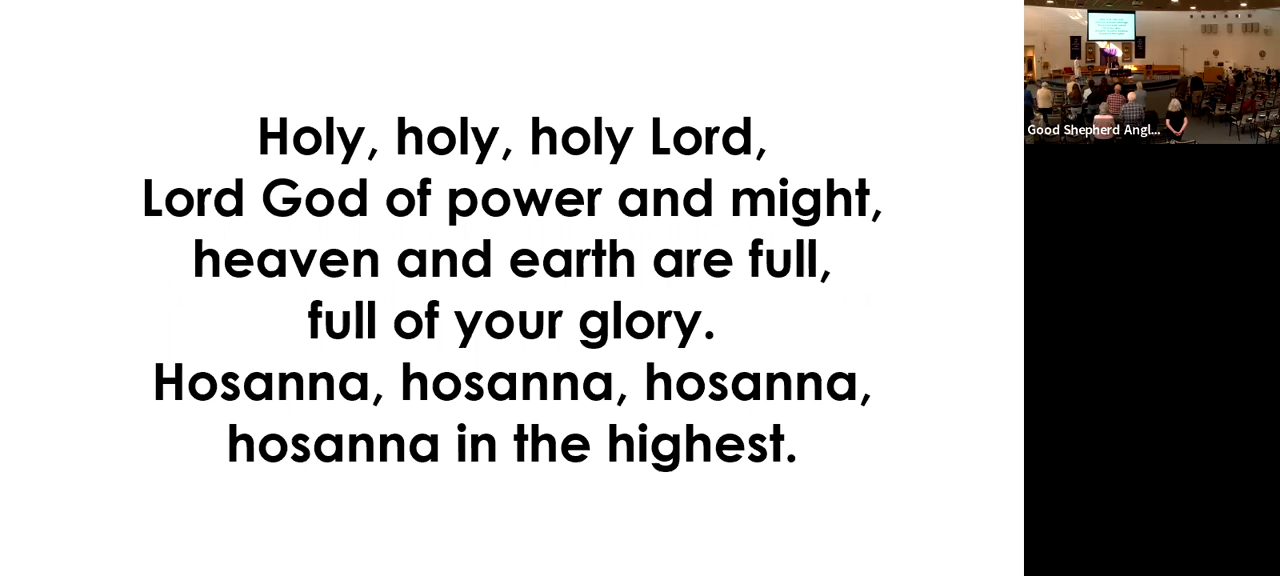 Holy, holy, holy Lord,
Lord God of power and might,
heaven and earth are full,
full of your glory.
Hosanna, hosanna, hosanna,
hosanna in the highest.
Good Shepherd Angl...